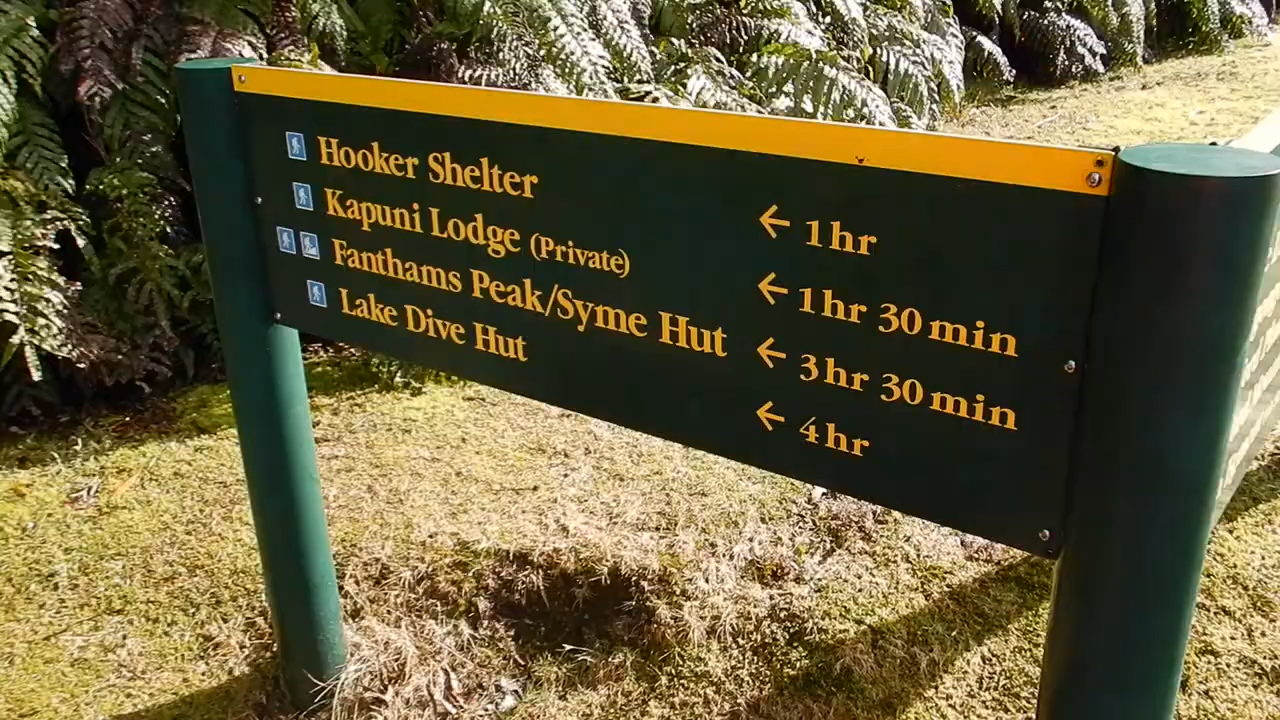 Hooker Shelter ← 1 hr
Kapuni Lodge (Private) ← 1 hr 30 min
Fanthams Peak/Syme Hut ← 3 hr 30 min
Lake Dive Hut ← 4 hr